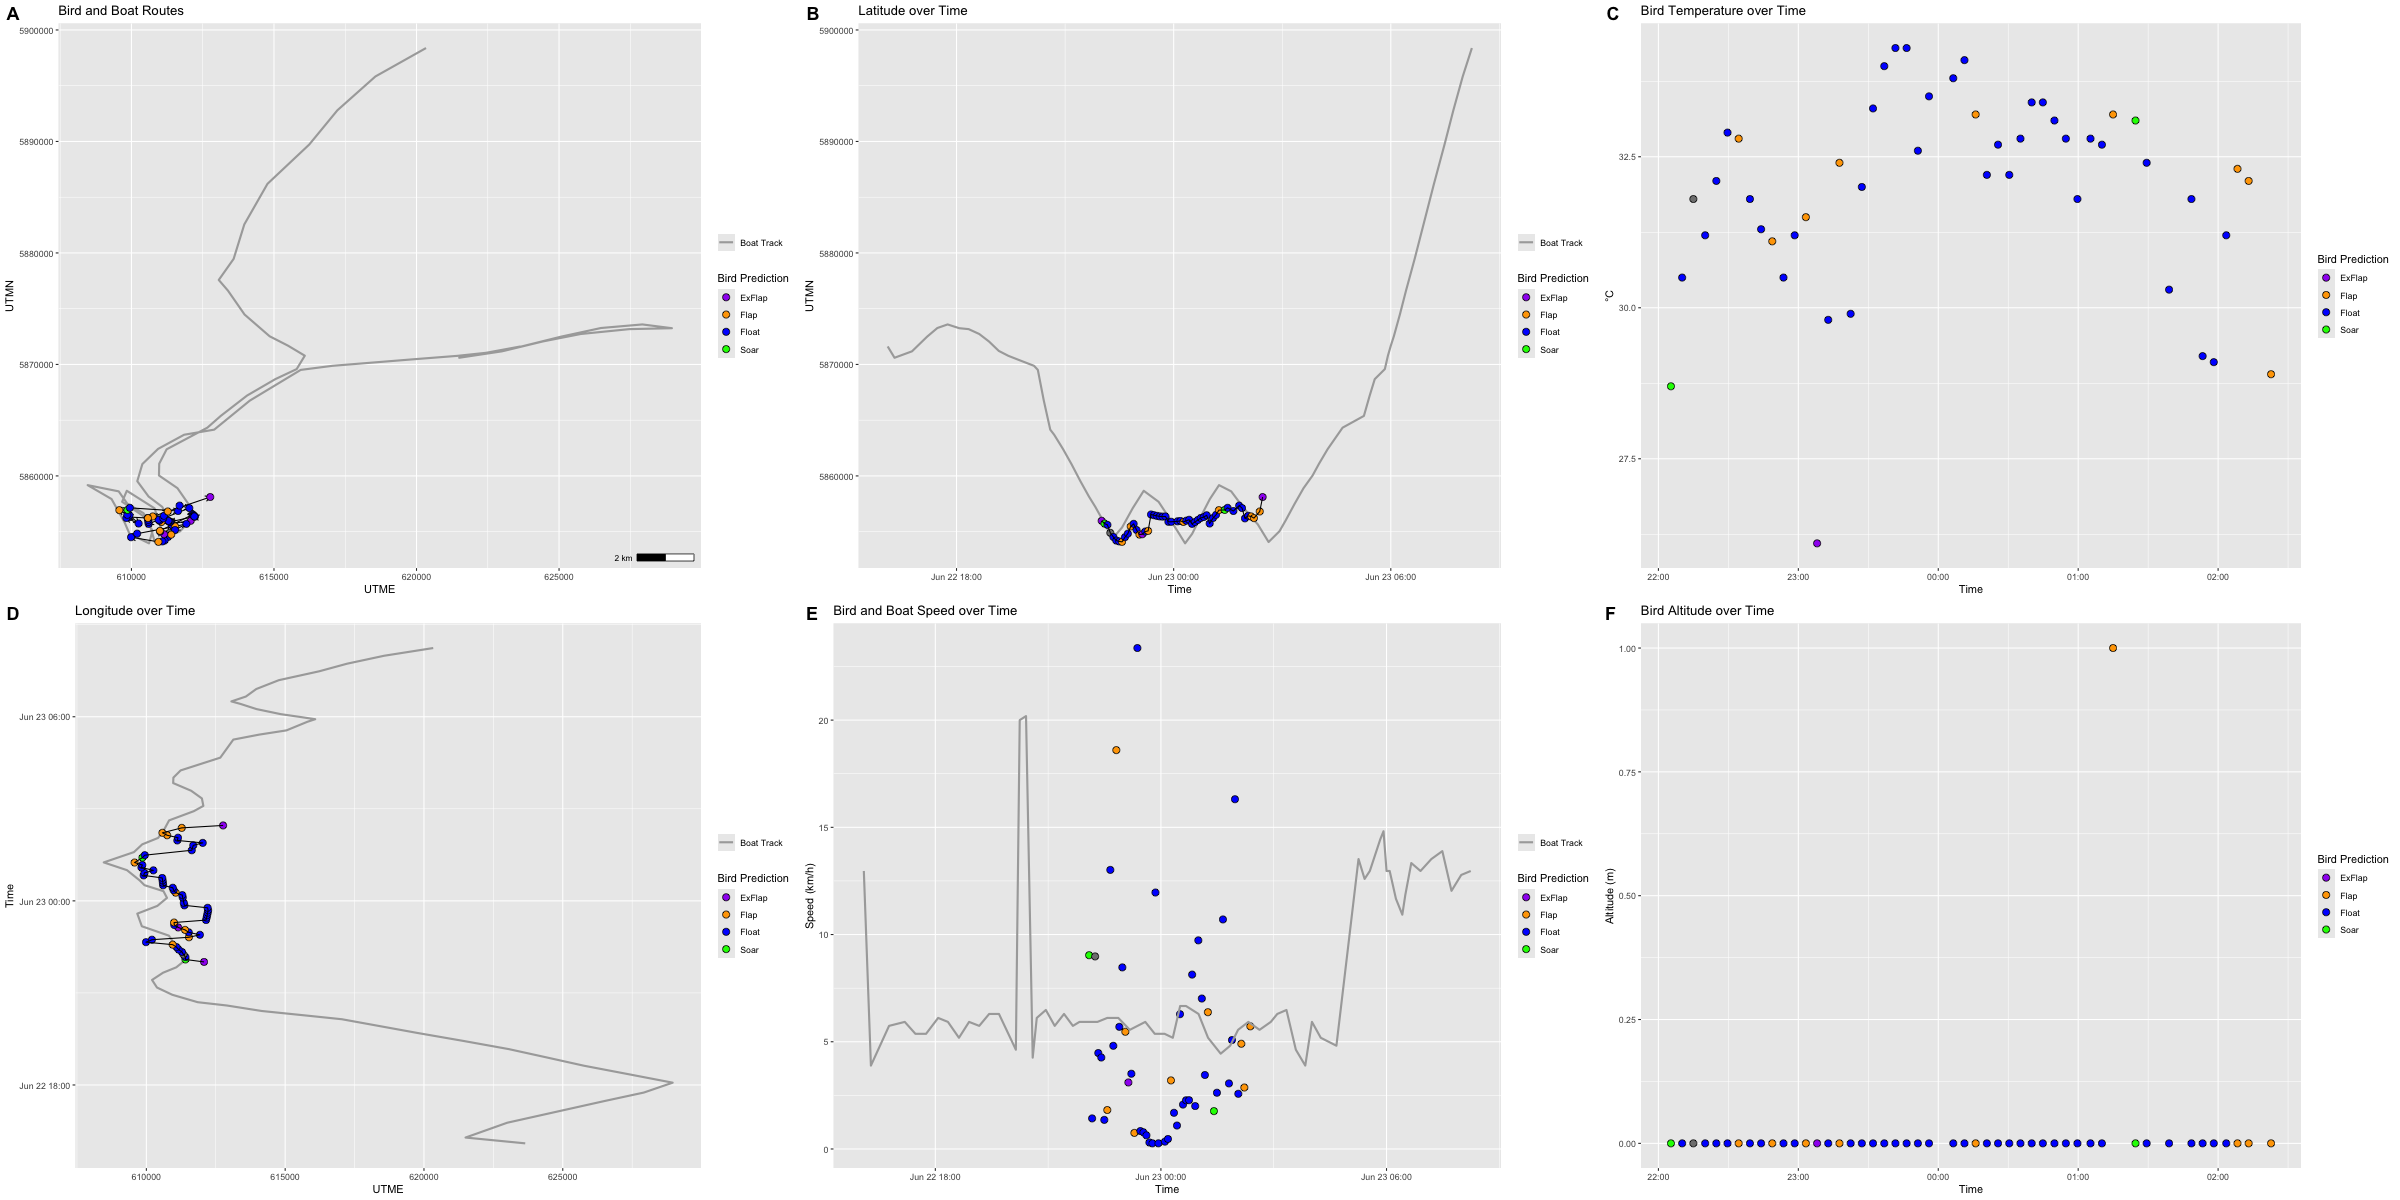 A Bird and Boat Routes
5900000
5890000
5880000
5870000
5860000
UTMN
610000 615000 620000 625000
UTME
2 km
Boat Track
Bird Prediction
ExFlap
Flap
Float
Soar
B Latitude over Time
5900000
5890000
5880000
5870000
5860000
UTMN
Jun 22 18:00 Jun 23 00:00 Jun 23 06:00
Time
Boat Track
Bird Prediction
ExFlap
Flap
Float
Soar
C Bird Temperature over Time
32.5
30.0
27.5
°C
22:00 23:00 00:00 01:00 02:00
Time
Bird Prediction
ExFlap
Flap
Float
Soar
D Longitude over Time
Jun 23 06:00
Jun 23 00:00
Jun 22 18:00
Time
610000 615000 620000 625000
UTME
Boat Track
Bird Prediction
ExFlap
Flap
Float
Soar
E Bird and Boat Speed over Time
20
15
10
5
0
Speed (km/h)
Jun 22 18:00 Jun 23 00:00 Jun 23 06:00
Time
Boat Track
Bird Prediction
ExFlap
Flap
Float
Soar
F Bird Altitude over Time
1.00
0.75
0.50
0.25
0.00
Altitude (m)
22:00 23:00 00:00 01:00 02:00
Time
Bird Prediction
ExFlap
Flap
Float
Soar